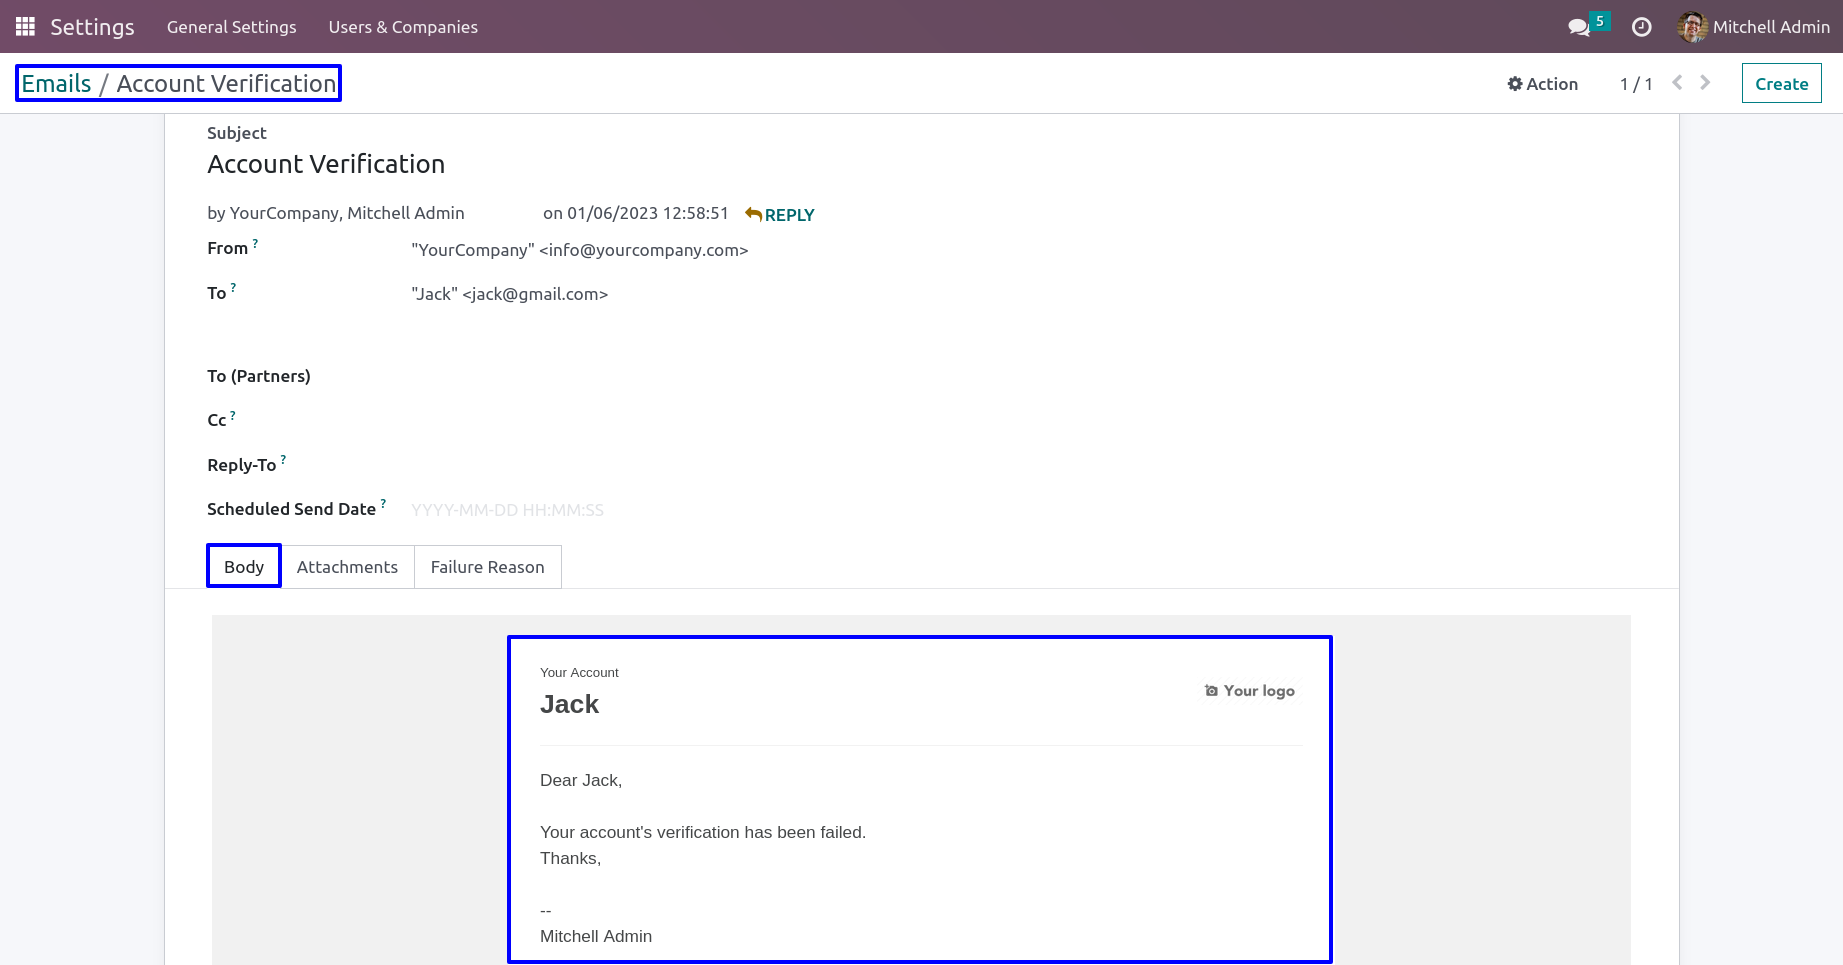 Settings General Settings Users & Companies 5 Mitchell Admin
Emails / Account Verification Action 1 / 1 Create
Subject
Account Verification
by YourCompany, Mitchell Admin on 01/06/2023 12:58:51 REPLY
From ? "YourCompany" <info@yourcompany.com>
To ? "Jack" <jack@gmail.com>
To (Partners)
Cc ?
Reply-To ?
Scheduled Send Date ? YYYY-MM-DD HH:MM:SS
Body Attachments Failure Reason
Your Account
Jack
Your logo
Dear Jack,
Your account's verification has been failed.
Thanks,
--
Mitchell Admin